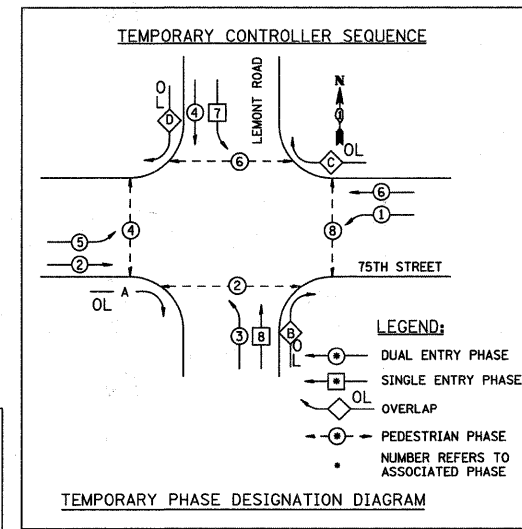 TEMPORARY CONTROLLER SEQUENCE
LEMONT ROAD
N
OL
D
4
7
6
C
OL
6
1
5
2
4
8
75TH STREET
A
OL
2
3
8
B
OL
LEGEND:
* DUAL ENTRY PHASE
* SINGLE ENTRY PHASE
OL
OVERLAP
* PEDESTRIAN PHASE
* NUMBER REFERS TO
ASSOCIATED PHASE
TEMPORARY PHASE DESIGNATION DIAGRAM